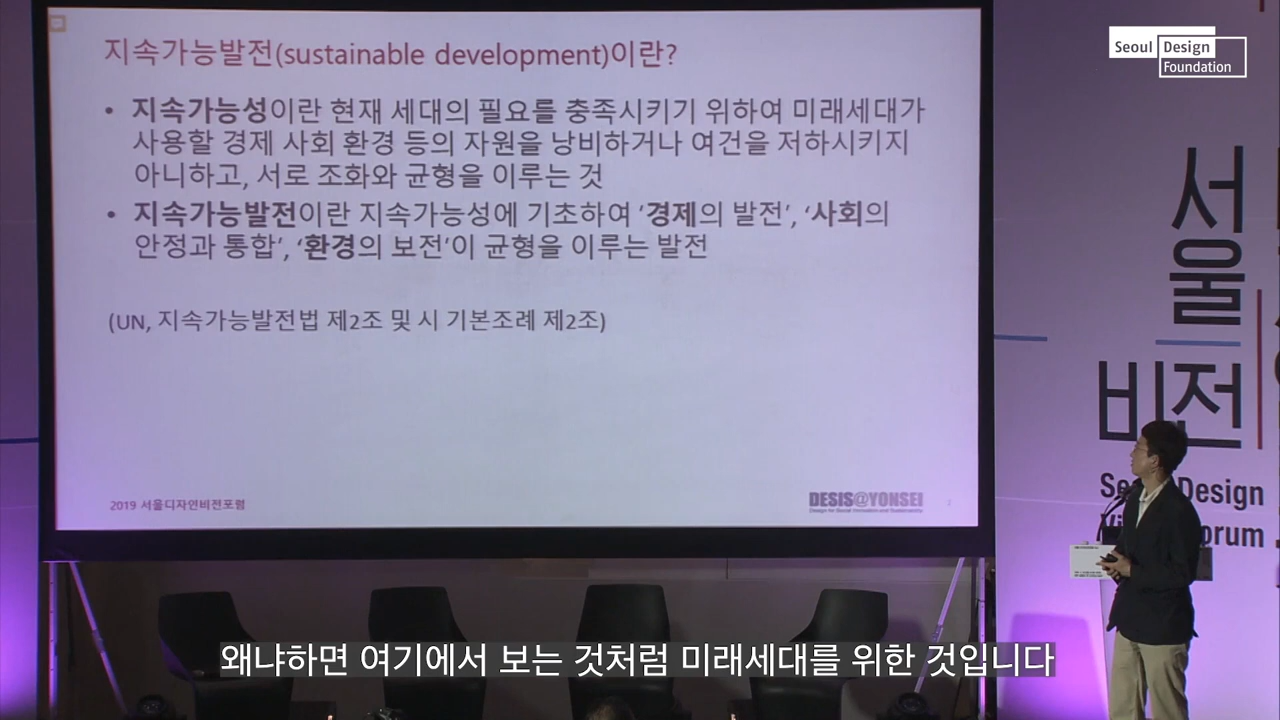 지속가능발전(sustainable development)이란?
• 지속가능성이란 현재 세대의 필요를 충족시키기 위하여 미래세대가
사용할 경제 사회 환경 등의 자원을 낭비하거나 여건을 저하시키지
아니하고, 서로 조화와 균형을 이루는 것
• 지속가능발전이란 지속가능성에 기초하여 ‘경제의 발전’, ‘사회의
안정과 통합’, ‘환경의 보전’이 균형을 이루는 발전
(UN, 지속가능발전법 제2조 및 시 기본조례 제2조)
2019 서울디자인비전포럼
DESIS@YONSEI
Design for Social Innovation and Sustainability
Seoul Design
Foundation
서울
비전
Design
왜냐하면 여기에서 보는 것처럼 미래세대를 위한 것입니다